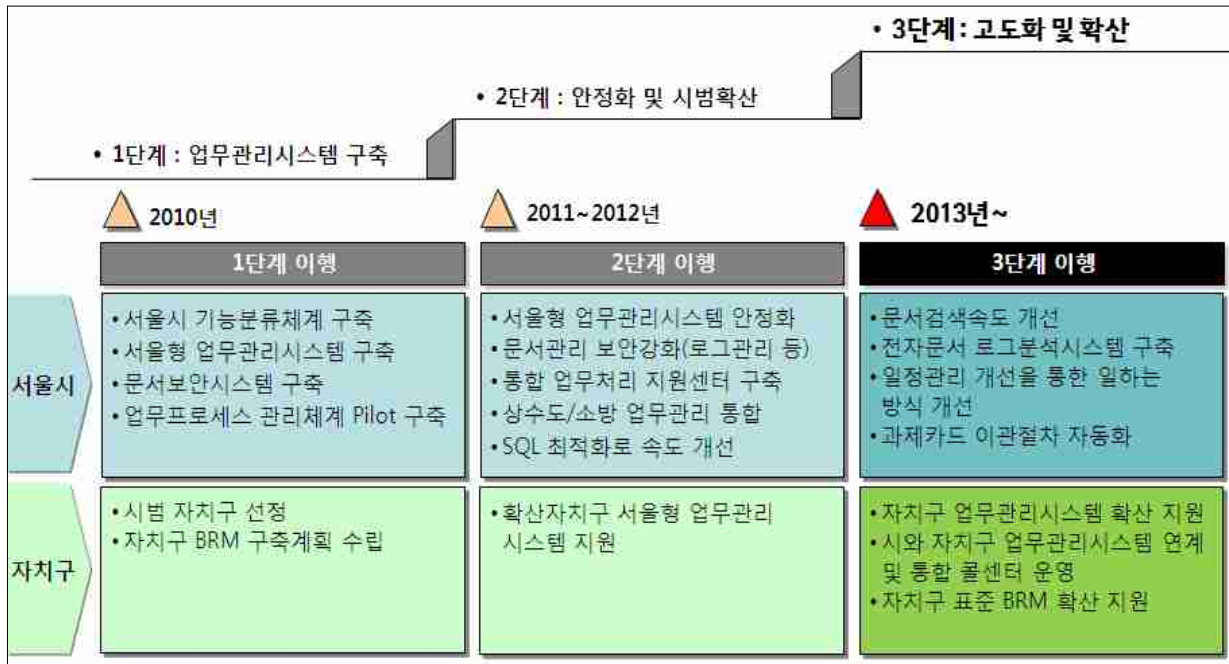 • 3단계 : 고도화 및 확산
• 2단계 : 안정화 및 시범확산
• 1단계 : 업무관리시스템 구축
2010년
2011~2012년
2013년~
1단계 이행
2단계 이행
3단계 이행
서울시
• 서울시 기능분류체계 구축
• 서울형 업무관리시스템 구축
• 문서보안시스템 구축
• 업무프로세스 관리체계 Pilot 구축
• 서울형 업무관리시스템 안정화
• 문서관리 보안강화(로그관리 등)
• 통합 업무처리 지원센터 구축
• 상수도/소방 업무관리 통합
• SQL 최적화로 속도 개선
• 문서검색속도 개선
• 전자문서 로그분석시스템 구축
• 일정관리 개선을 통한 일하는
방식 개선
• 과제카드 이관절차 자동화
자치구
• 시범 자치구 선정
• 자치구 BRM 구축계획 수립
• 확산자치구 서울형 업무관리
시스템 지원
• 자치구 업무관리시스템 확산 지원
• 시와 자치구 업무관리시스템 연계
및 통합 콜센터 운영
• 자치구 표준 BRM 확산 지원